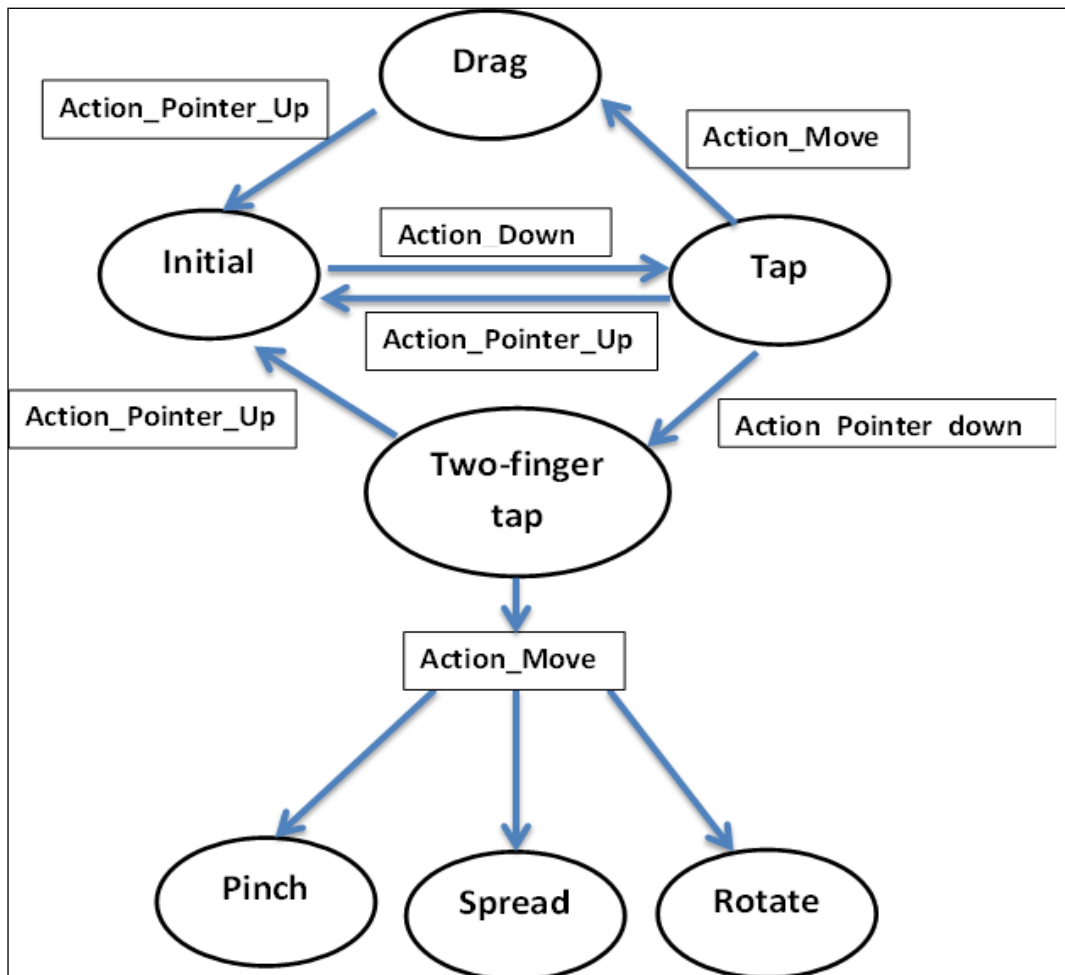 Drag
Action_Pointer_Up
Action_Move
Action_Down
Initial
Tap
Action_Pointer_Up
Action_Pointer_Up
Action Pointer down
Two-finger
tap
Action_Move
Pinch
Spread
Rotate